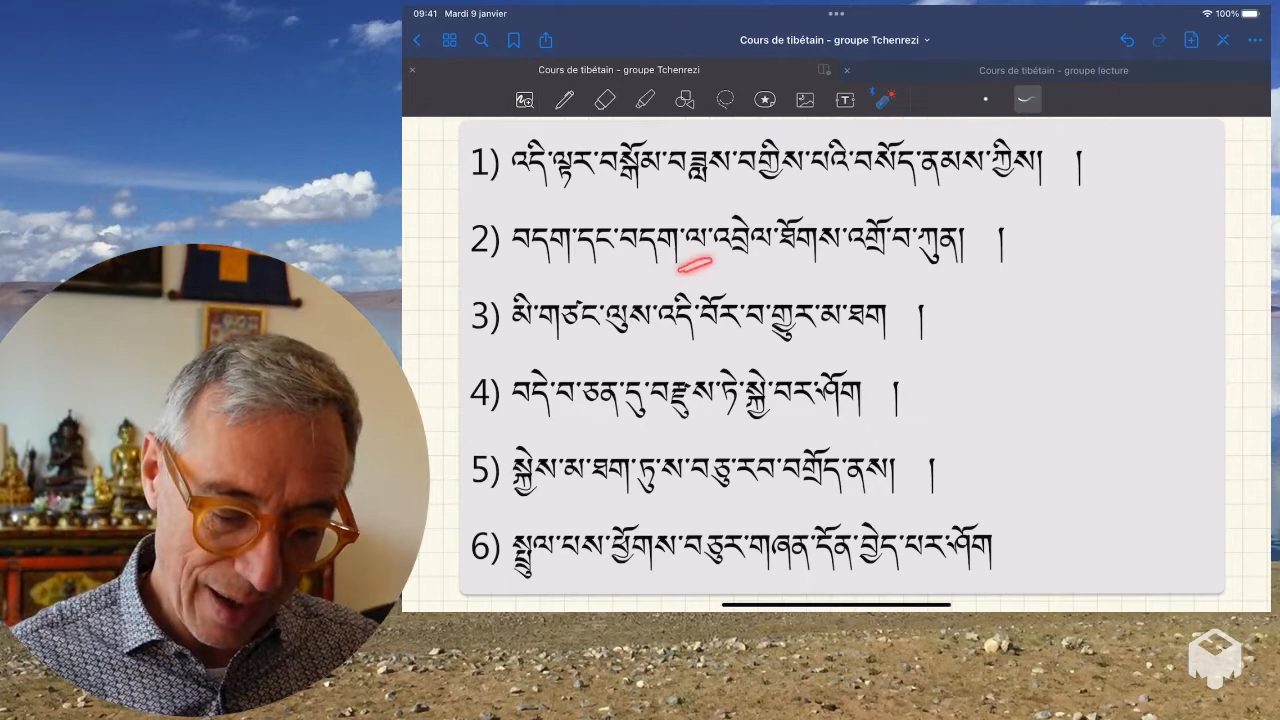 09:41 Mardi 9 janvier
100%
Cours de tibétain - groupe Tchenrezi
Cours de tibétain - groupe Tchenrezi
Cours de tibétain - groupe lecture
1) འདི་ལྟར་བསྒོམ་བཟླས་བགྱིས་པའི་བསོད་ནམས་ཀྱིས། །
2) བདག་དང་བདག་ལ་འབྲེལ་ཐོགས་འགྲོ་བ་ཀུན། །
3) མི་གཙང་ལུས་འདི་བོར་བ་གྱུར་མ་ཐག །
4) བདེ་བ་ཅན་དུ་བརྫུས་ཏེ་སྐྱེ་བར་ཤོག །
5) སྐྱེས་མ་ཐག་ཏུ་ས་བཅུ་རབ་བགྲོད་ནས། །
6) སྤྲུལ་པས་ཕྱོགས་བཅུར་གཞན་དོན་བྱེད་པར་ཤོག